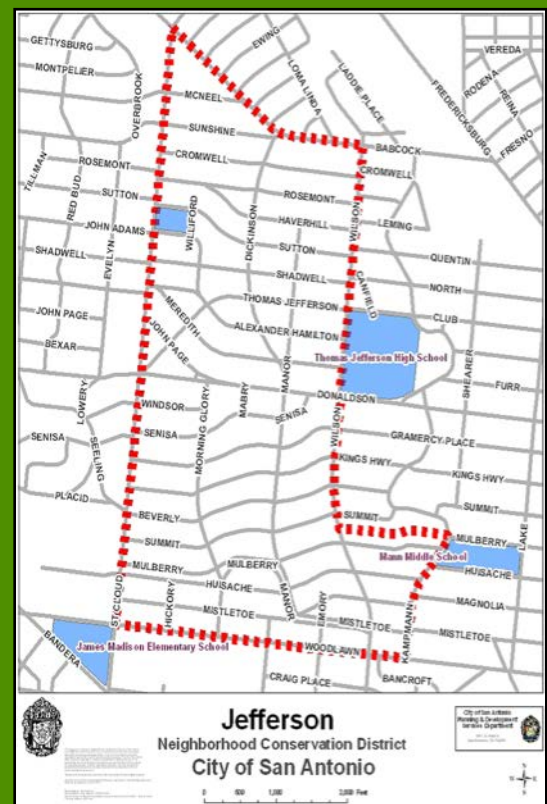 GETTYSBURG
EWING
VEREDA
MONTPELIER
OVERBROOK
LOMA LINDA
LADDIE PLACE
FREDERICKSBURG
RODENA
REINA
MCNEEL
FRESNO
SUNSHINE
BABCOCK
TILLMAN
CROMWELL
CROMWELL
ROSEMONT
ROSEMONT
RED BUD
SUTTON
WILLIFORD
DICKINSON
HAVERHILL
WILSON
LEMING
JOHN ADAMS
EVELYN
SUTTON
QUENTIN
SHADWELL
SHADWELL
CANFIELD
NORTH
MEREDITH
THOMAS JEFFERSON
CLUB
JOHN PAGE
JOHN PAGE
ALEXANDER HAMILTON
BEXAR
MANOR
Thomas Jefferson High School
SHEARER
LOWERY
MORNING GLORY
MABRY
DONALDSON
FURR
WINDSOR
SENISA
WILSON
SENISA
SEELING
SENISA
GRAMERCY PLACE
KINGS HWY
KINGS HWY
PLACID
BEVERLY
SUMMIT
SUMMIT
LAKE
SUMMIT
MULBERRY
MULBERRY
MULBERRY
Mann Middle School
HUISACHE
HUISACHE
ST CLOUD
HICKORY
MANOR
EMORY
MAGNOLIA
MISTLETOE
MISTLETOE
KAMPMANN
MISTLETOE
BANDERA
James Madison Elementary School
WOODLAWN
CRAIG PLACE
BANCROFT
Jefferson
Neighborhood Conservation District
City of San Antonio
City of San Antonio
Planning & Development
Services Department
0 500 1,000 2,000 Feet